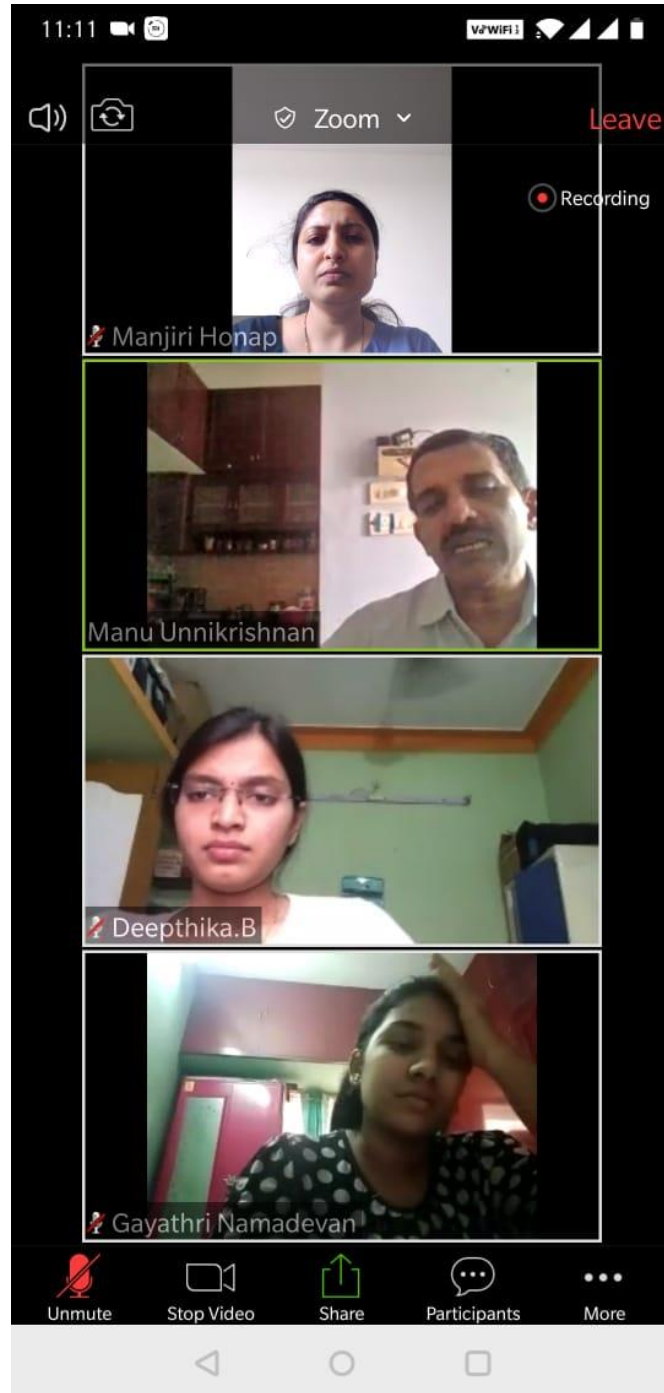 11:11
Vo WiFi 1
Zoom
Leave
Recording
Manjiri Honap
Manu Unnikrishnan
Deepthika.B
Gayathri Namadevan
Unmute
Stop Video
Share
Participants
More